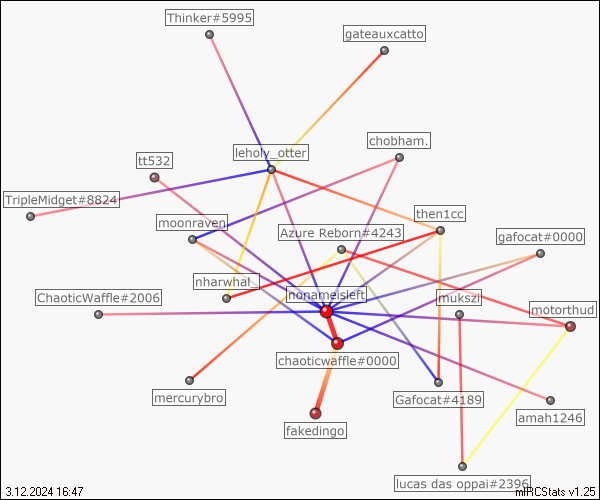 Thinker#5995
gateauxcatto
chobham.
leholy_otter
tt532
TripleMidget#8824
then1cc
moonraven
Azure Reborn#4243
gafocat#0000
nharwhal_
nonameisleft
ChaoticWaffle#2006
mukszi
motorthud
chaoticwaffle#0000
mercurybro
Gafocat#4189
amah1246
fakedingo
lucas das oppai#2396
3.12.2024 16:47
mIRCStats v1.25